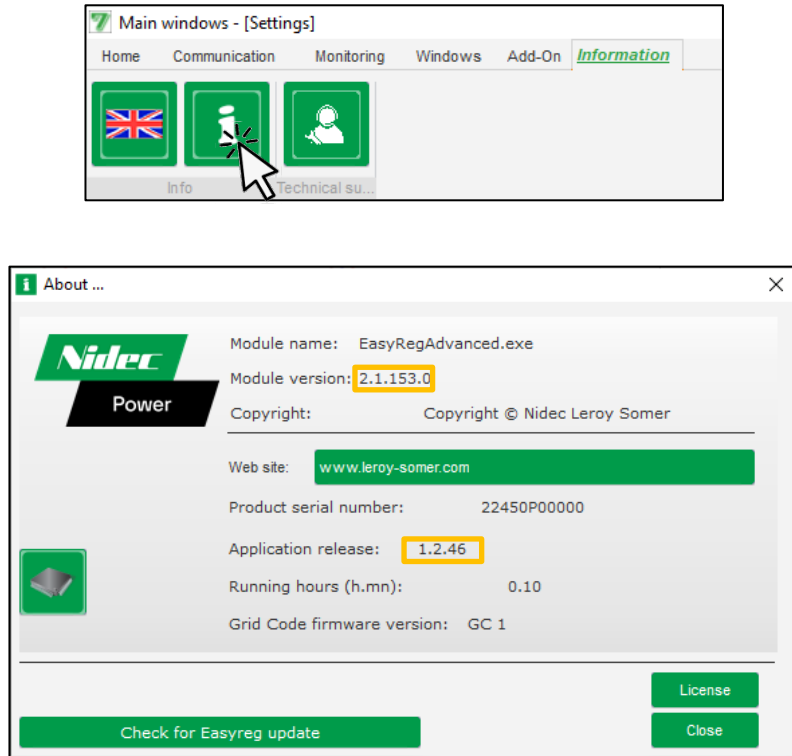 Main windows - [Settings]
Home Communication Monitoring Windows Add-On Information
Info Technical su...
About ...
Nidec
Power
Module name: EasyRegAdvanced.exe
Module version: 2.1.153.0
Copyright: Copyright © Nidec Leroy Somer
Web site: www.leroy-somer.com
Product serial number: 22450P00000
Application release: 1.2.46
Running hours (h.mn): 0.10
Grid Code firmware version: GC 1
License
Check for Easyreg update Close